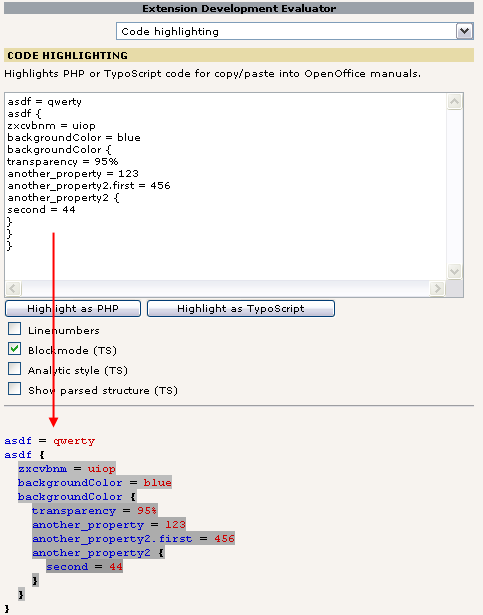 Extension Development Evaluator
Code highlighting
CODE HIGHLIGHTING
Highlights PHP or TypoScript code for copy/paste into OpenOffice manuals.
asdf = qwerty
asdf {
zxcvbnm = uiop
backgroundColor = blue
backgroundColor {
transparency = 95%
another_property = 123
another_property2.first = 456
another_property2 {
second = 44
}
}
}
Highlight as PHP Highlight as TypoScript
Linenumbers
Blockmode (TS)
Analytic style (TS)
Show parsed structure (TS)
asdf = qwerty
asdf {
zxcvbnm = uiop
backgroundColor = blue
backgroundColor {
transparency = 95%
another_property = 123
another_property2.first = 456
another_property2 {
second = 44
}
}
}